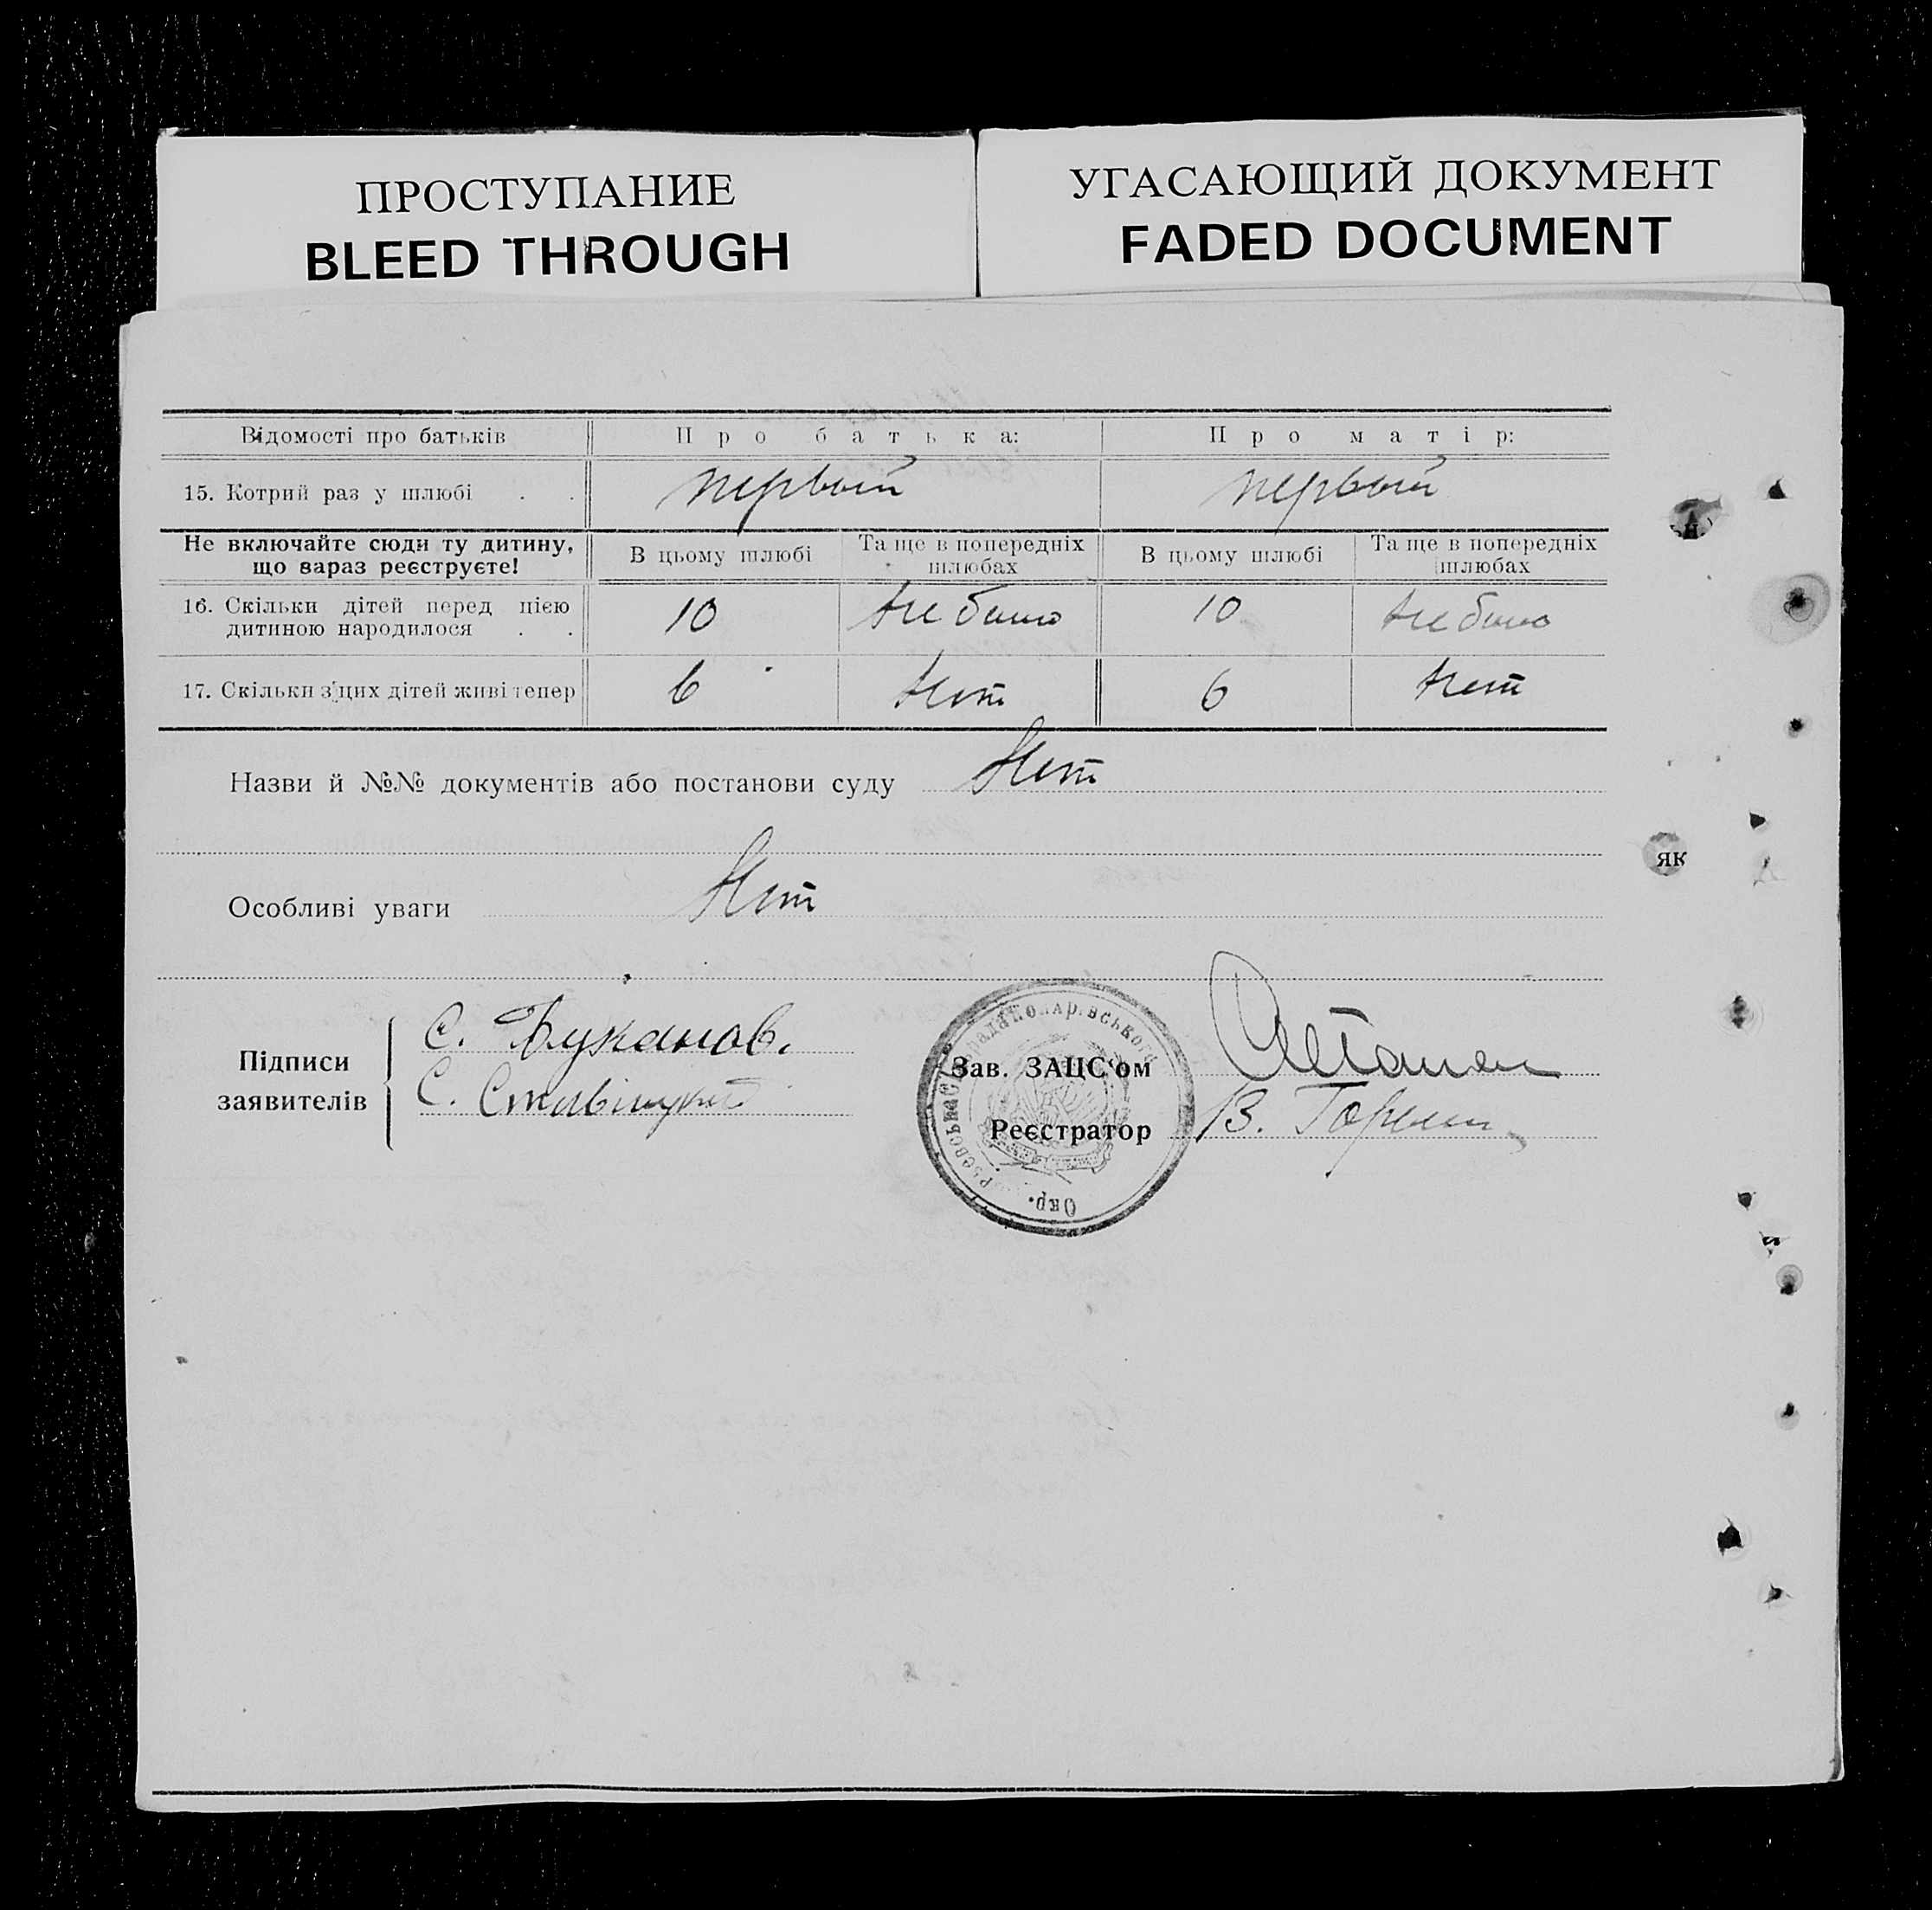 ПРОСТУПАНИЕ
BLEED THROUGH
УГАСАЮЩИЙ ДОКУМЕНТ
FADED DOCUMENT
Відомості про батьків Про батька: Про матір:
15. Котрий раз у шлюбі . . первый первый
Не включайте сюди ту дитину, що вараз реєструєте! В цьому шлюбі Та ще в попередніх шлюбах В цьому шлюбі Та ще в попередніх шлюбах
16. Скільки дітей перед цією дитиною народилося . . 10 не было 10 не было
17. Скільки з цих дітей живі тепер 6 Нет 6 Нет
Назви й №№ документів або постанови суду Нет
як
Особливі уваги Нет
Підписи заявителів
С. Буканов.
С.
Зав. ЗАЦС'ом
Реєстратор В.
Окр.